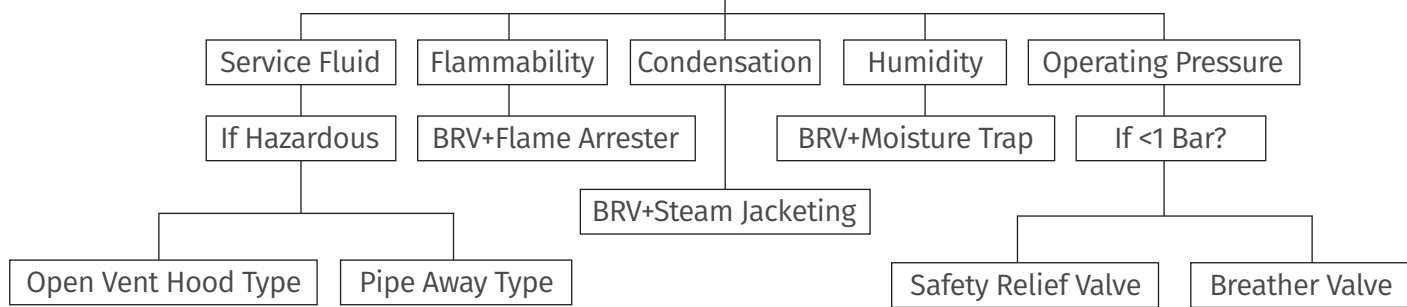 Service Fluid
Flammability
Condensation
Humidity
Operating Pressure
If Hazardous
BRV+Flame Arrester
BRV+Moisture Trap
If <1 Bar?
BRV+Steam Jacketing
Open Vent Hood Type
Pipe Away Type
Safety Relief Valve
Breather Valve